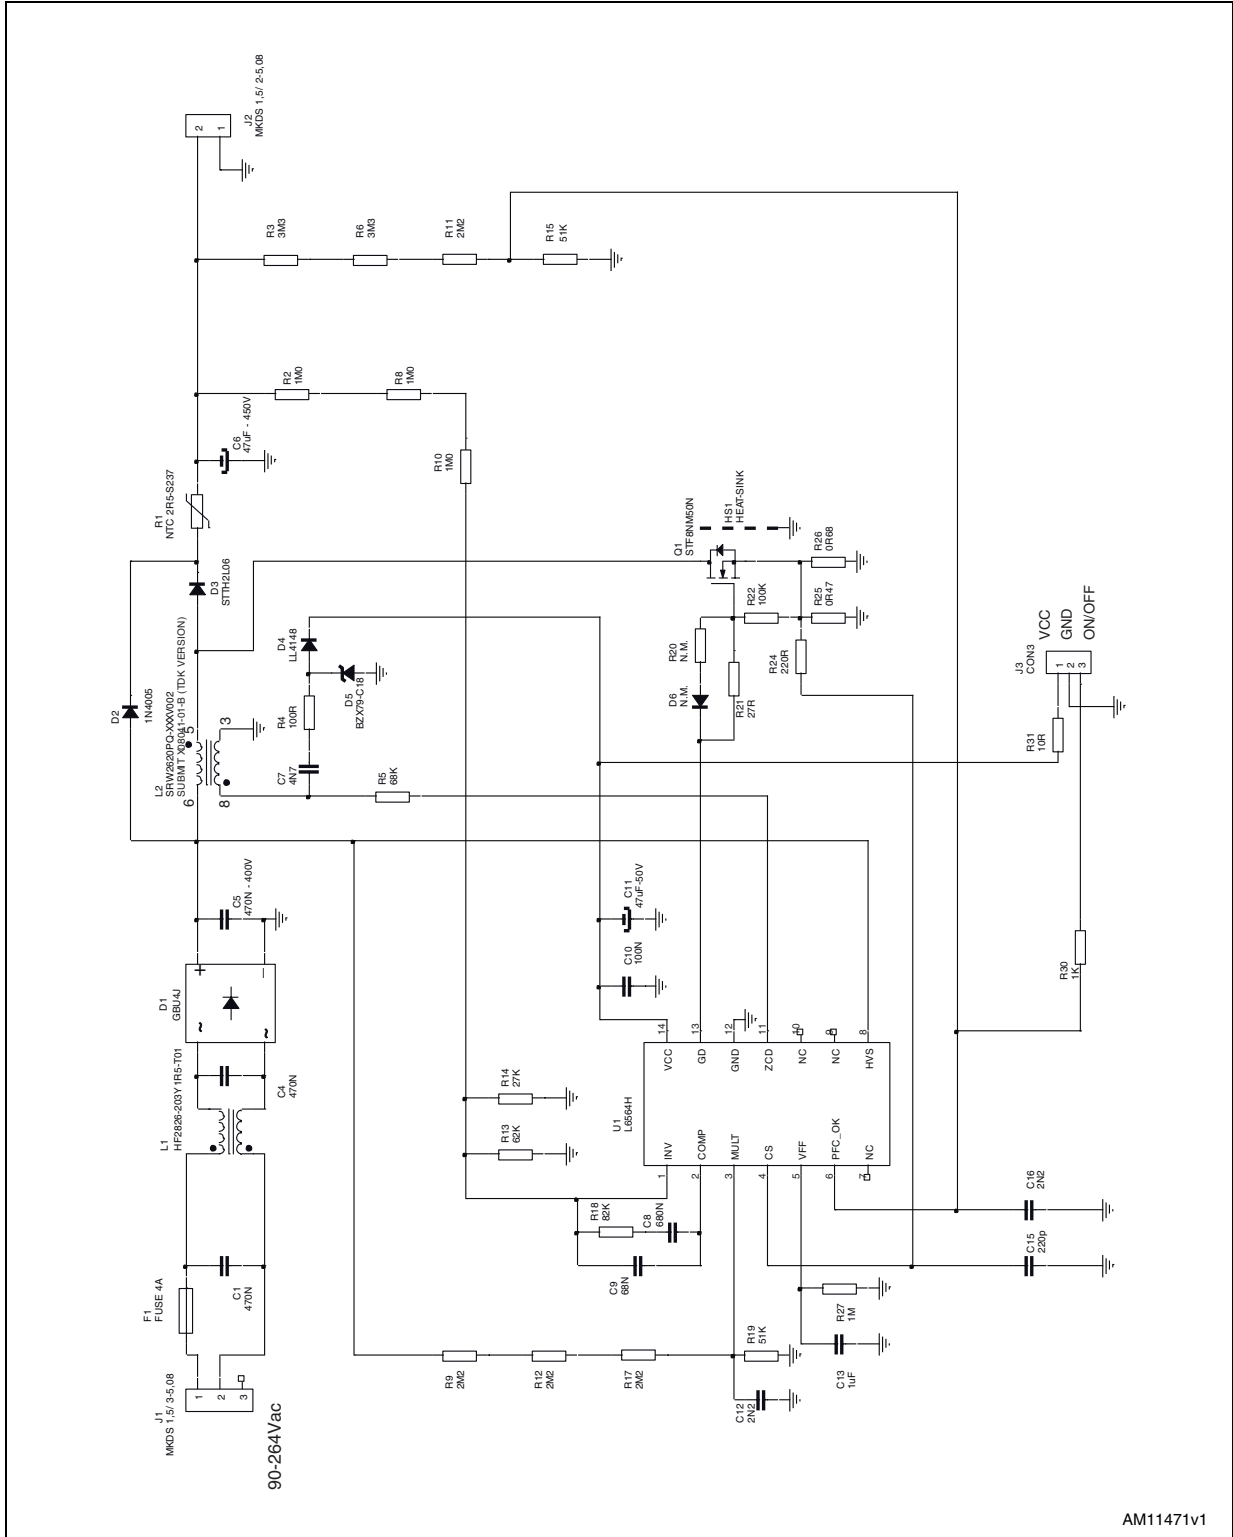 J2
MKDS 1,5/ 2-5,08
2
1
R3
3M3
R6
3M3
R11
2M2
R15
51K
R2
1M0
R8
1M0
R10
1M0
C6
47uF - 450V
R1
NTC 2R5-S237
D3
STTH2L06
D2
1N4005
L2
SRW2620PQ-XXXV002
SUBMIT X08041-01-B (TDK VERSION)
6
5
8
3
D4
LL4148
D5
BZX79-C18
R4
100R
C7
4N7
R5
68K
Q1
STF8NM50N
HS1
HEAT-SINK
R20
N.M.
D6
N.M.
R21
27R
R22
100K
R24
220R
R25
0R47
R26
0R68
J3
CON3
VCC
GND
ON/OFF
1
2
3
R31
10R
R30
1K
C5
470N - 400V
D1
GBU4J
+
–
~
~
L1
HF2826-203Y1R5-T01
C4
470N
C1
470N
F1
FUSE 4A
J1
MKDS 1,5/ 3-5,08
1
2
3
90-264Vac
C11
47uF-50V
C10
100N
R14
27K
R13
62K
U1
L6564H
INV
COMP
MULT
CS
VFF
PFC_OK
NC
1
2
3
4
5
6
7
VCC
GD
GND
ZCD
NC
NC
HVS
14
13
12
11
10
9
8
R18
82K
C8
680N
C9
68N
R9
2M2
R12
2M2
R17
2M2
R19
51K
C12
2N2
C13
1uF
R27
1M
C15
220p
C16
2N2
AM11471v1